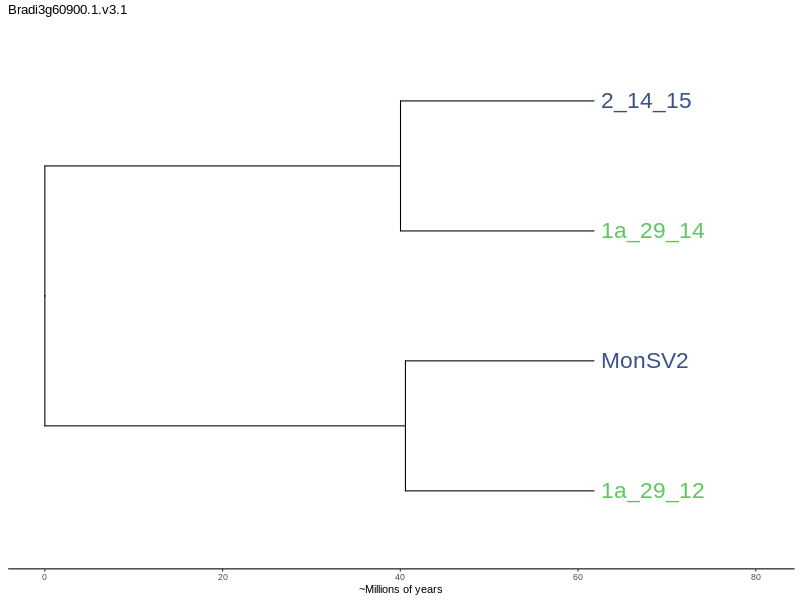 Bradi3g60900.1.v3.1
2_14_15
1a_29_14
MonSV2
1a_29_12
0 20 40 60 80
~Millions of years